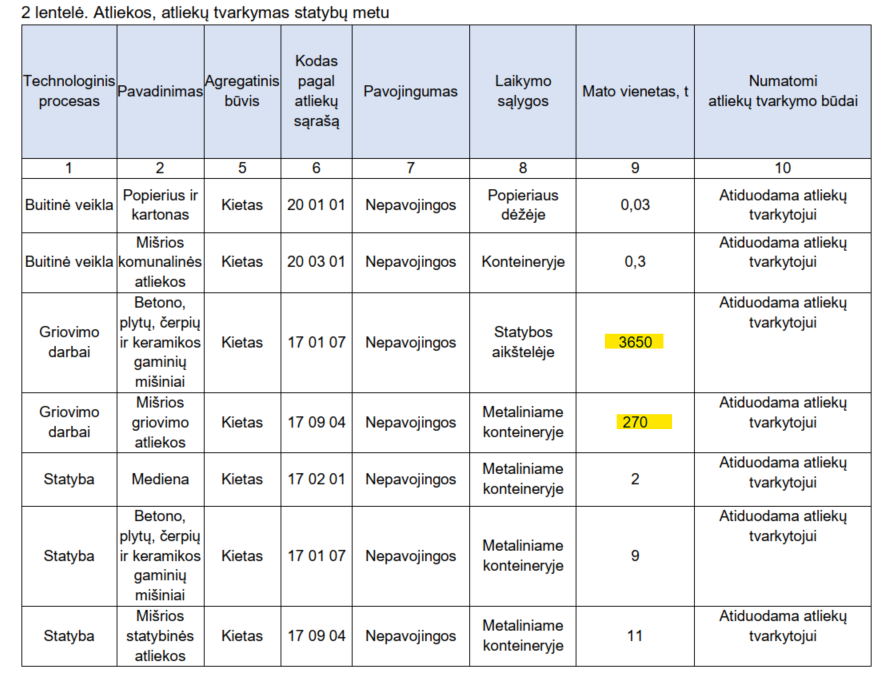 2 lentelė. Atliekos, atliekų tvarkymas statybų metu
Technologinis procesas | Pavadinimas | Agregatinis būvis | Kodas pagal atliekų sąrašą | Pavojingumas | Laikymo sąlygos | Mato vienetas, t | Numatomi atliekų tvarkymo būdai
1 | 2 | 5 | 6 | 7 | 8 | 9 | 10
Buitinė veikla | Popierius ir kartonas | Kietas | 20 01 01 | Nepavojingos | Popieriaus dėžėje | 0,03 | Atiduodama atliekų tvarkytojui
Buitinė veikla | Mišrios komunalinės atliekos | Kietas | 20 03 01 | Nepavojingos | Konteineryje | 0,3 | Atiduodama atliekų tvarkytojui
Griovimo darbai | Betono, plytų, čerpių ir keramikos gaminių mišiniai | Kietas | 17 01 07 | Nepavojingos | Statybos aikštelėje | 3650 | Atiduodama atliekų tvarkytojui
Griovimo darbai | Mišrios griovimo atliekos | Kietas | 17 09 04 | Nepavojingos | Metaliniame konteineryje | 270 | Atiduodama atliekų tvarkytojui
Statyba | Mediena | Kietas | 17 02 01 | Nepavojingos | Metaliniame konteineryje | 2 | Atiduodama atliekų tvarkytojui
Statyba | Betono, plytų, čerpių ir keramikos gaminių mišiniai | Kietas | 17 01 07 | Nepavojingos | Metaliniame konteineryje | 9 | Atiduodama atliekų tvarkytojui
Statyba | Mišrios statybinės atliekos | Kietas | 17 09 04 | Nepavojingos | Metaliniame konteineryje | 11 | Atiduodama atliekų tvarkytojui